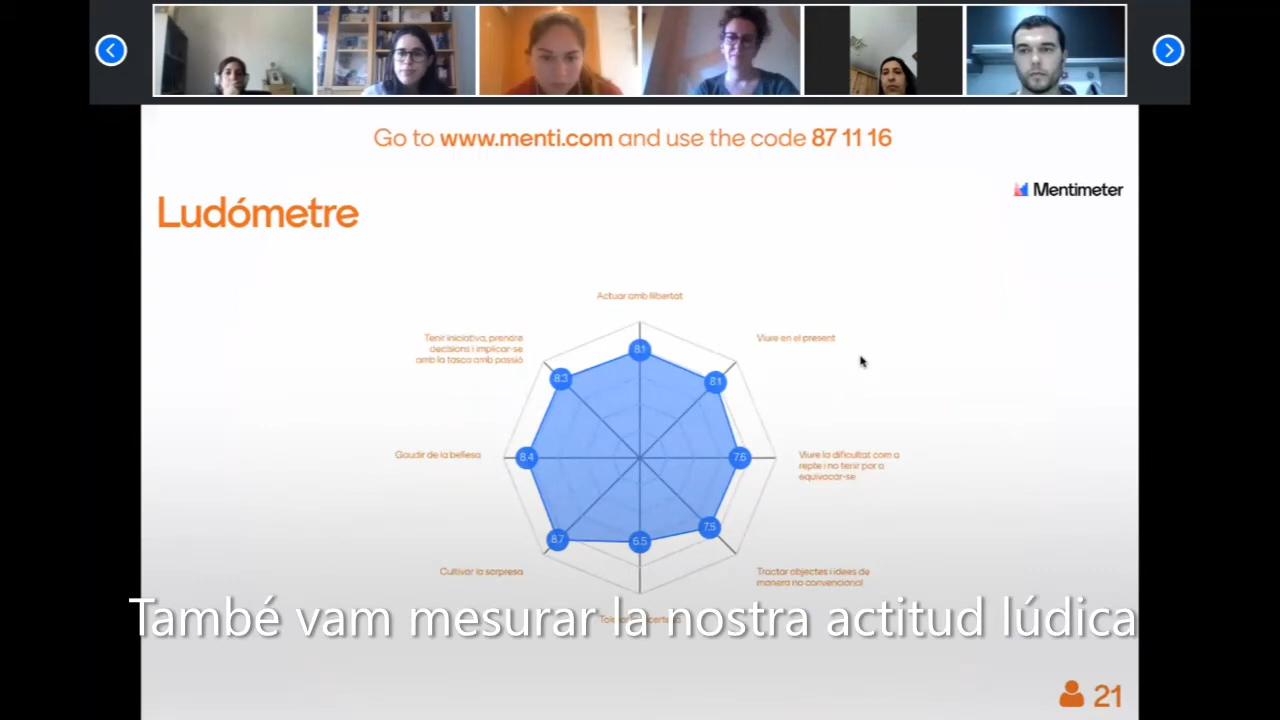 Go to www.menti.com and use the code 87 11 16
Mentimeter
Ludómetre
Actuar amb llibertat
Tenir iniciativa, prendre
decisions i implicar-se
amb la tasca amb passió
Viure en el present
8.1
8.3
8.1
Gaudir de la bellesa
8.4
7.6
Viure la dificultat com a
repte i no tenir por a
equivocar-se
8.7
6.5
7.5
Cultivar la sorpresa
Tractar objectes i idees de
manera no convencional
També vam mesurar la nostra actitud lúdica
21